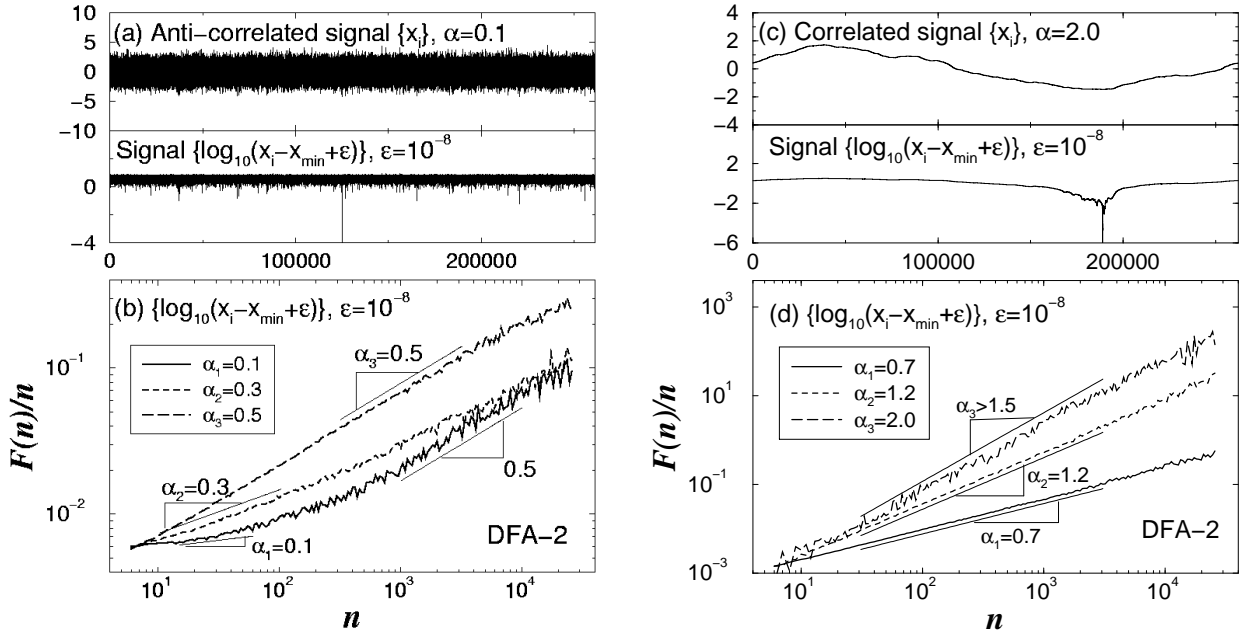 (a) Anti−correlated signal {xi}, α=0.1
10
5
0
−5
−10
Signal {log10(xi−xmin+ε)}, ε=10−8
0
−4
0 100000 200000
(b) {log10(xi−xmin+ε)}, ε=10−8
α1=0.1
α2=0.3
α3=0.5
α3=0.5
α2=0.3
α1=0.1
0.5
DFA−2
10−1
10−2
F(n)/n
101 102 103 104
n
(c) Correlated signal {xi}, α=2.0
4
2
0
−2
−4
Signal {log10(xi−xmin+ε)}, ε=10−8
2
−2
−6
0 100000 200000
(d) {log10(xi−xmin+ε)}, ε=10−8
α1=0.7
α2=1.2
α3=2.0
α3>1.5
α2=1.2
α1=0.7
DFA−2
103
101
10−1
10−3
F(n)/n
101 102 103 104
n